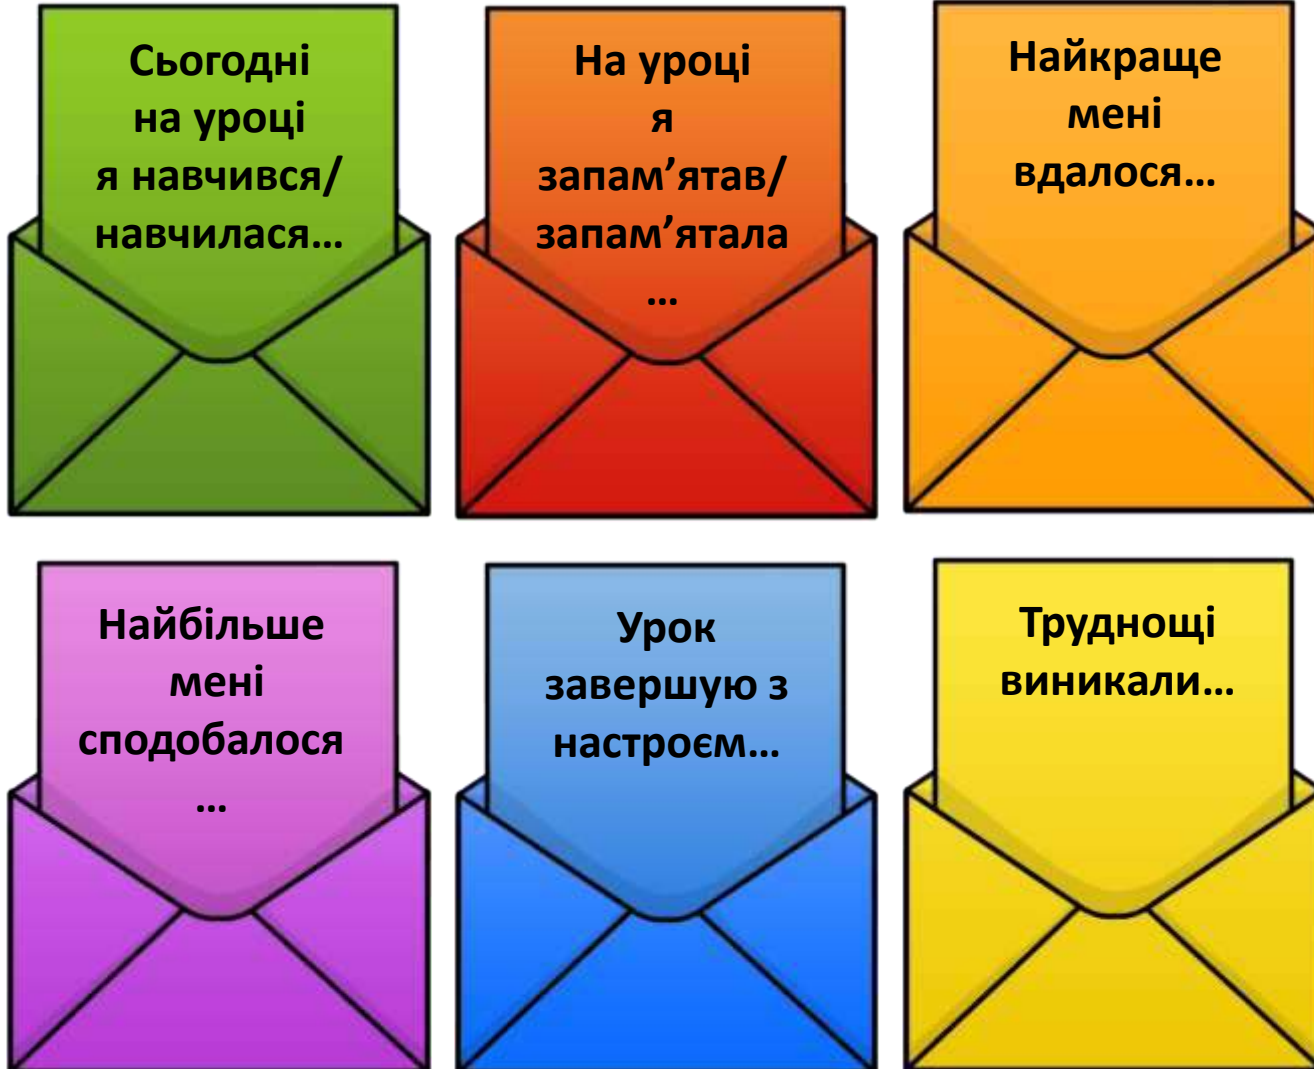 Сьогодні
на уроці
я навчився/
навчилася…
На уроці
я
запам’ятав/
запам’ятала
…
Найкраще
мені
вдалося…
Найбільше
мені
сподобалося
…
Урок
завершую з
настроєм…
Труднощі
виникали…